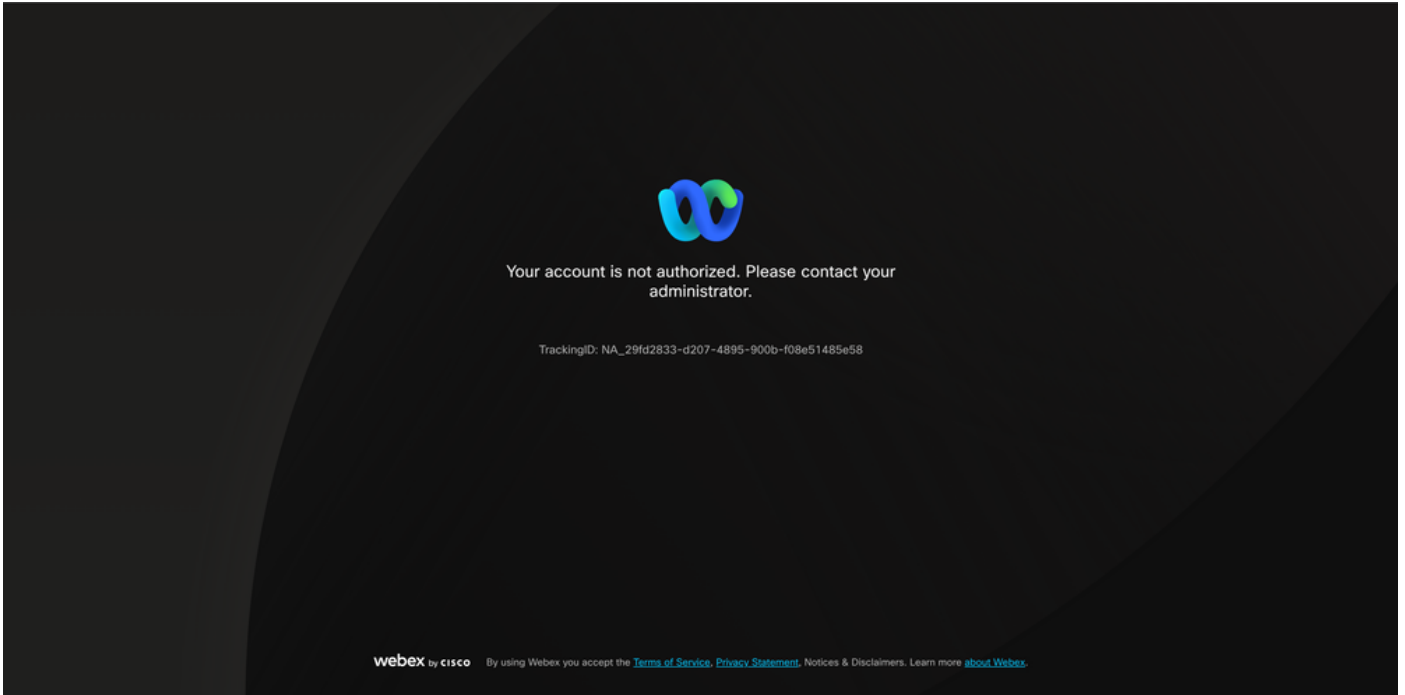 Your account is not authorized. Please contact your
administrator.
TrackingID: NA_29fd2833-d207-4895-900b-f08e51485e58
webex by CISCO By using Webex you accept the Terms of Service, Privacy Statement, Notices & Disclaimers. Learn more about Webex.